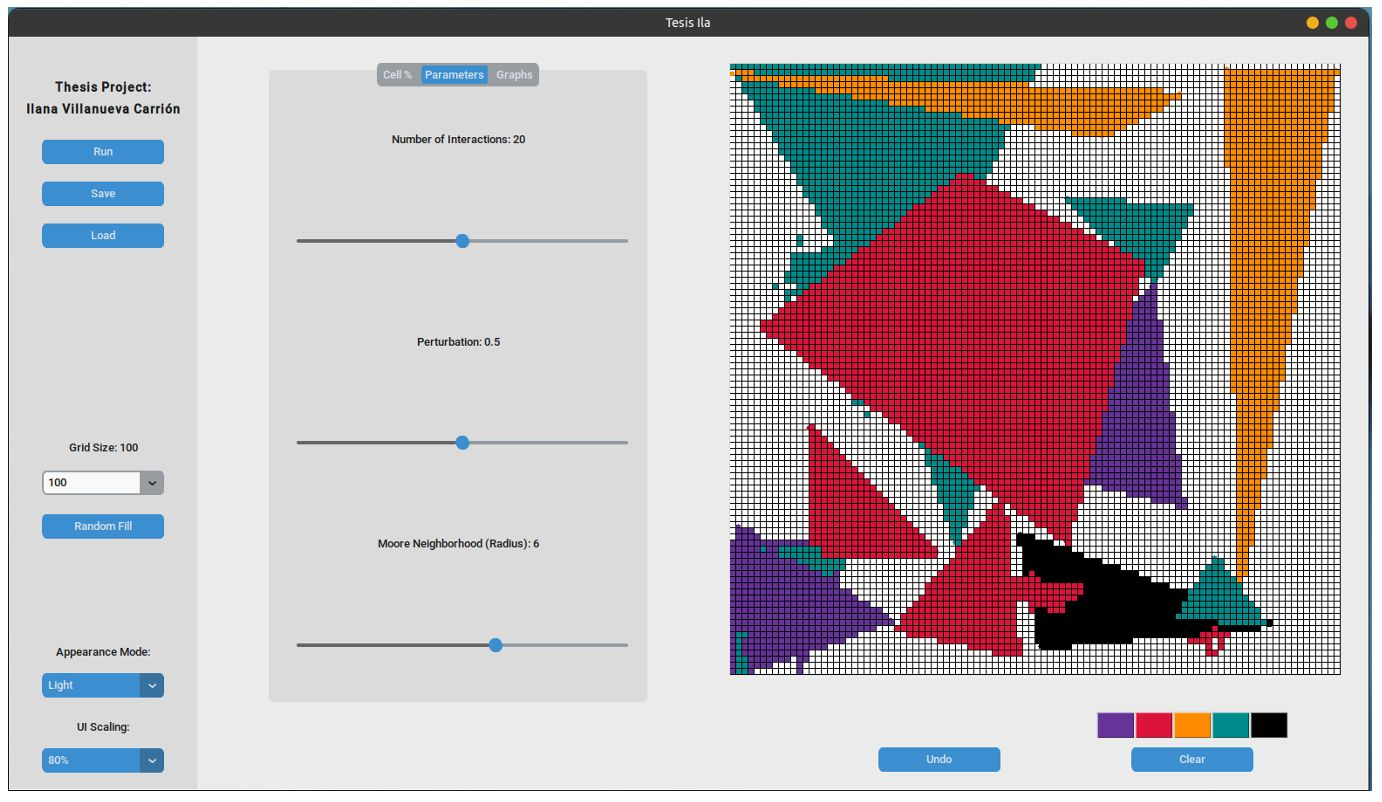 Tesis Ila
Thesis Project:
Ilana Villanueva Carrión
Run
Save
Load
Grid Size: 100
100
Random Fill
Appearance Mode:
Light
UI Scaling:
80%
Cell % Parameters Graphs
Number of Interactions: 20
Perturbation: 0.5
Moore Neighborhood (Radius): 6
Undo
Clear